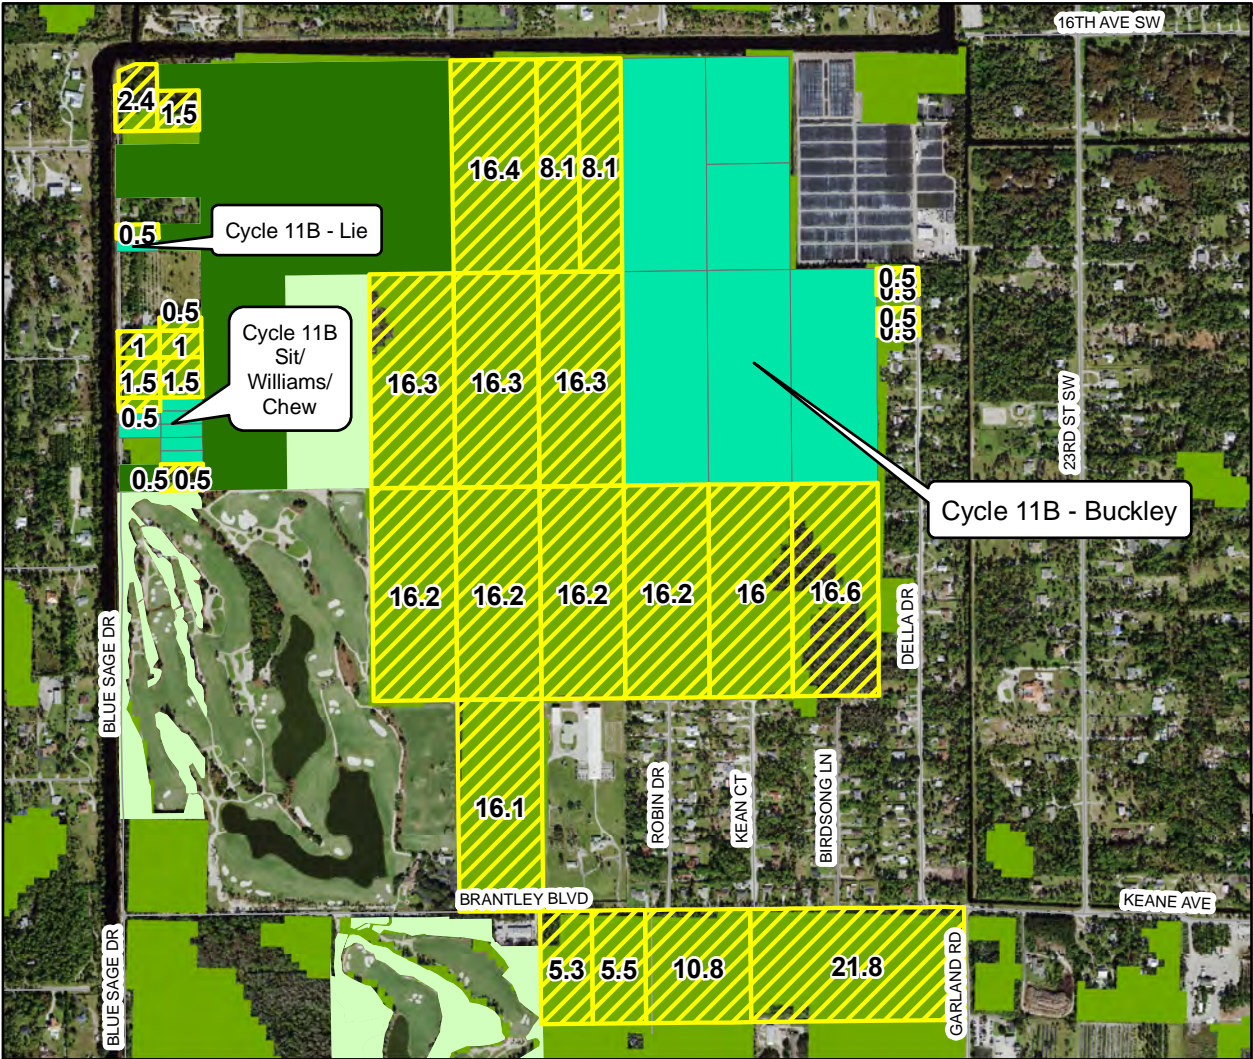 16TH AVE SW
2.4
1.5
16.4
8.1
8.1
0.5
Cycle 11B - Lie
0.5
0.5
0.5
0.5
0.5
1
1
1.5
1.5
0.5
Cycle 11B
Sit/
Williams/
Chew
16.3
16.3
16.3
23RD ST SW
0.5
0.5
Cycle 11B - Buckley
16.2
16.2
16.2
16.2
16
16.6
BLUE SAGE DR
DELLA DR
16.1
ROBIN DR
KEAN CT
BIRDSONG LN
BRANTLEY BLVD
KEANE AVE
BLUE SAGE DR
5.3
5.5
10.8
21.8
GARLAND RD